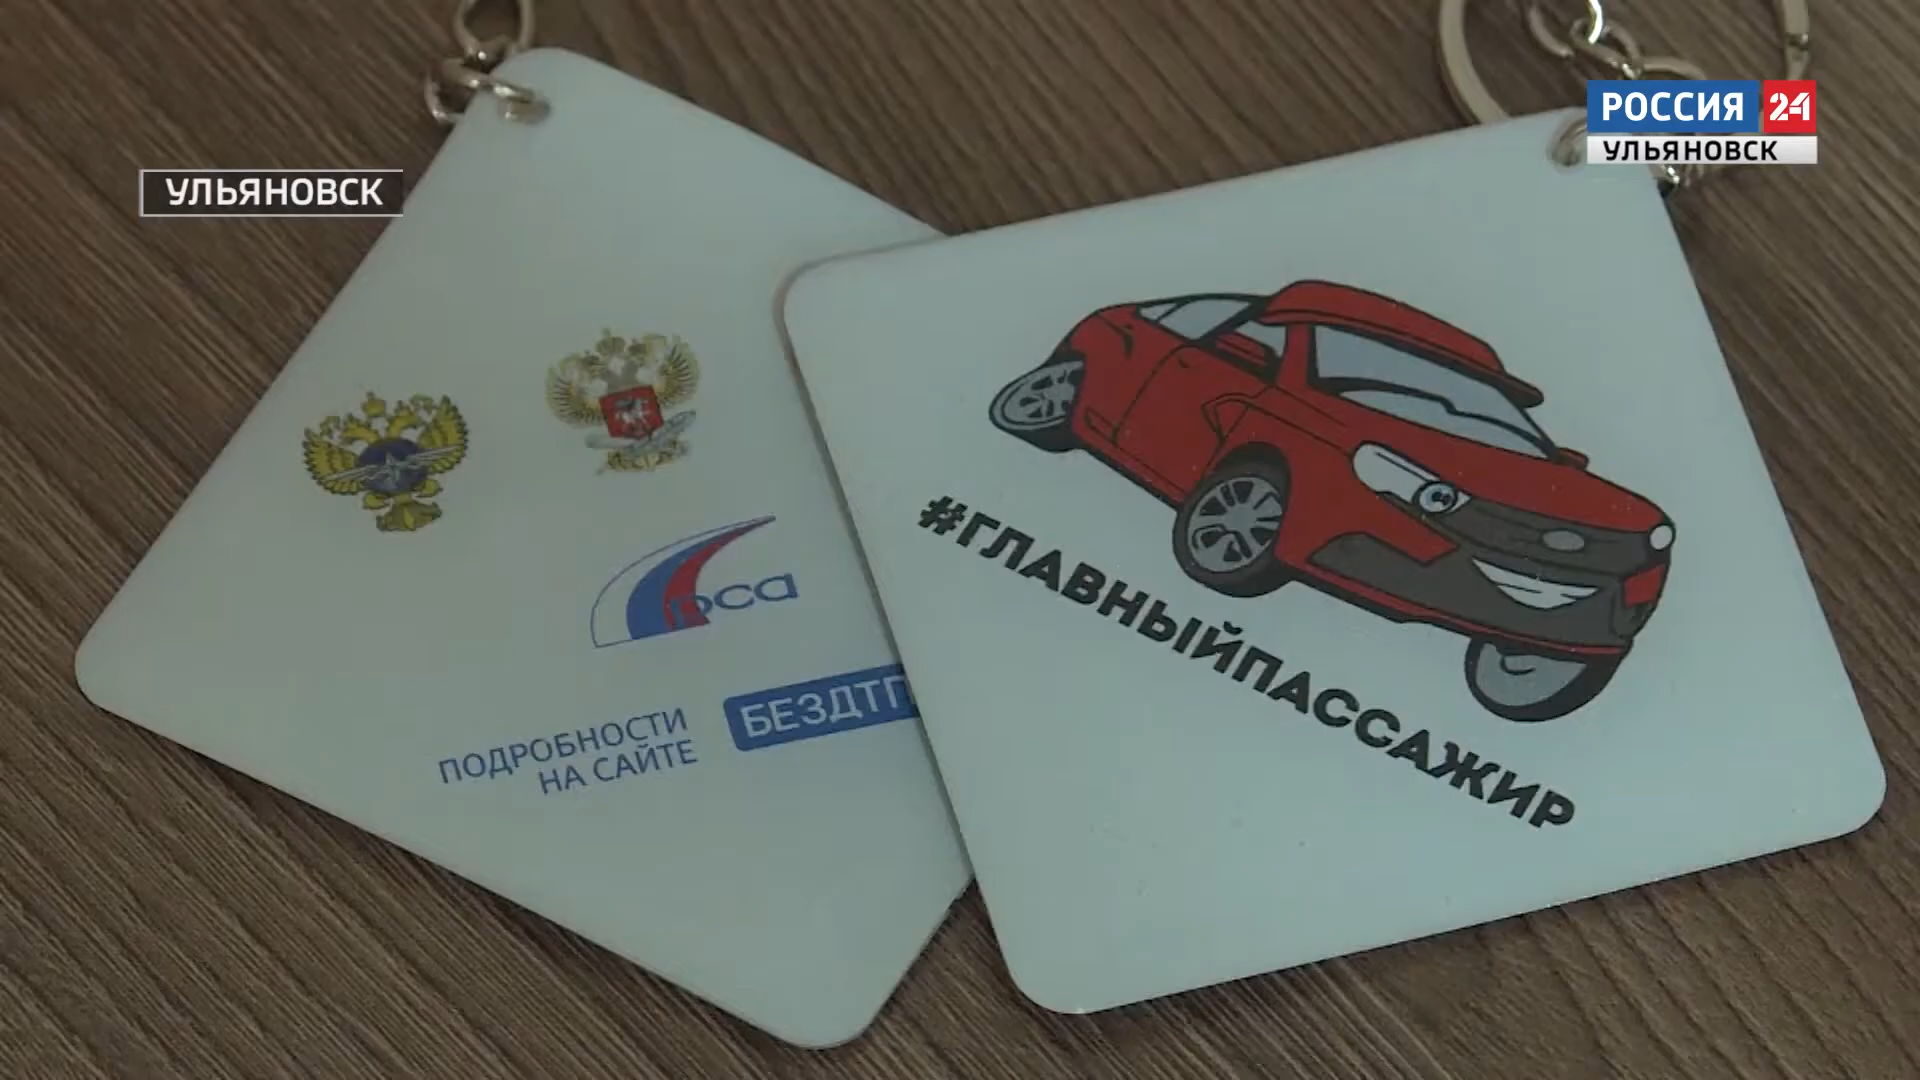 РОССИЯ 24
УЛЬЯНОВСК
УЛЬЯНОВСК
рса
ПОДРОБНОСТИ
НА САЙТЕ
БЕЗДТП
#ГЛАВНЫЙПАССАЖИР